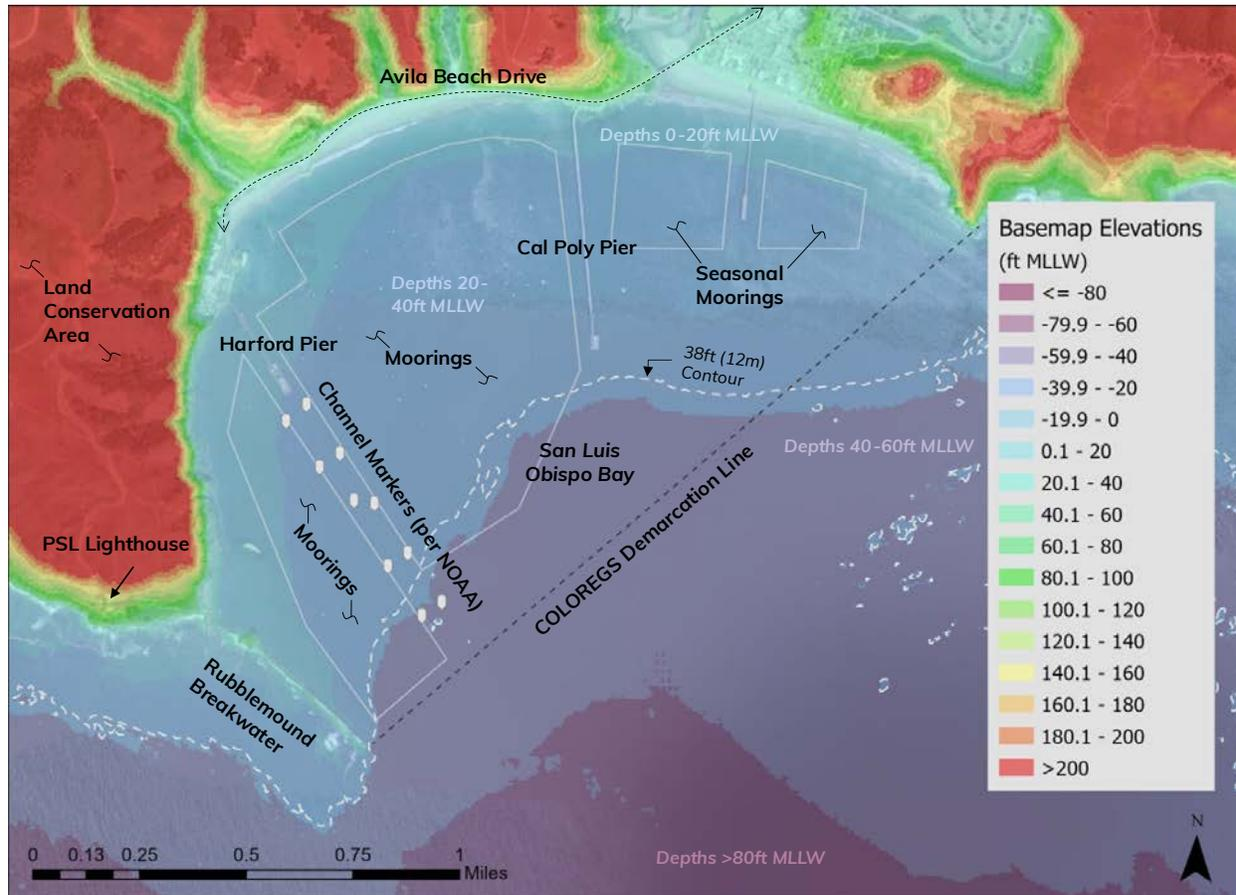 Avila Beach Drive
Depths 0-20ft MLLW
Cal Poly Pier
Seasonal
Moorings
Land
Conservation
Area
Depths 20-
40ft MLLW
Harford Pier
Moorings
38ft (12m)
Contour
Channel Markers (per NOAA)
San Luis
Obispo Bay
Depths 40-60ft MLLW
COLOREGS Demarcation Line
Moorings
PSL Lighthouse
Rubblemound
Breakwater
Depths >80ft MLLW
Basemap Elevations
(ft MLLW)
<= -80
-79.9 - -60
-59.9 - -40
-39.9 - -20
-19.9 - 0
0.1 - 20
20.1 - 40
40.1 - 60
60.1 - 80
80.1 - 100
100.1 - 120
120.1 - 140
140.1 - 160
160.1 - 180
180.1 - 200
>200
N
0 0.13 0.25 0.5 0.75 1
Miles